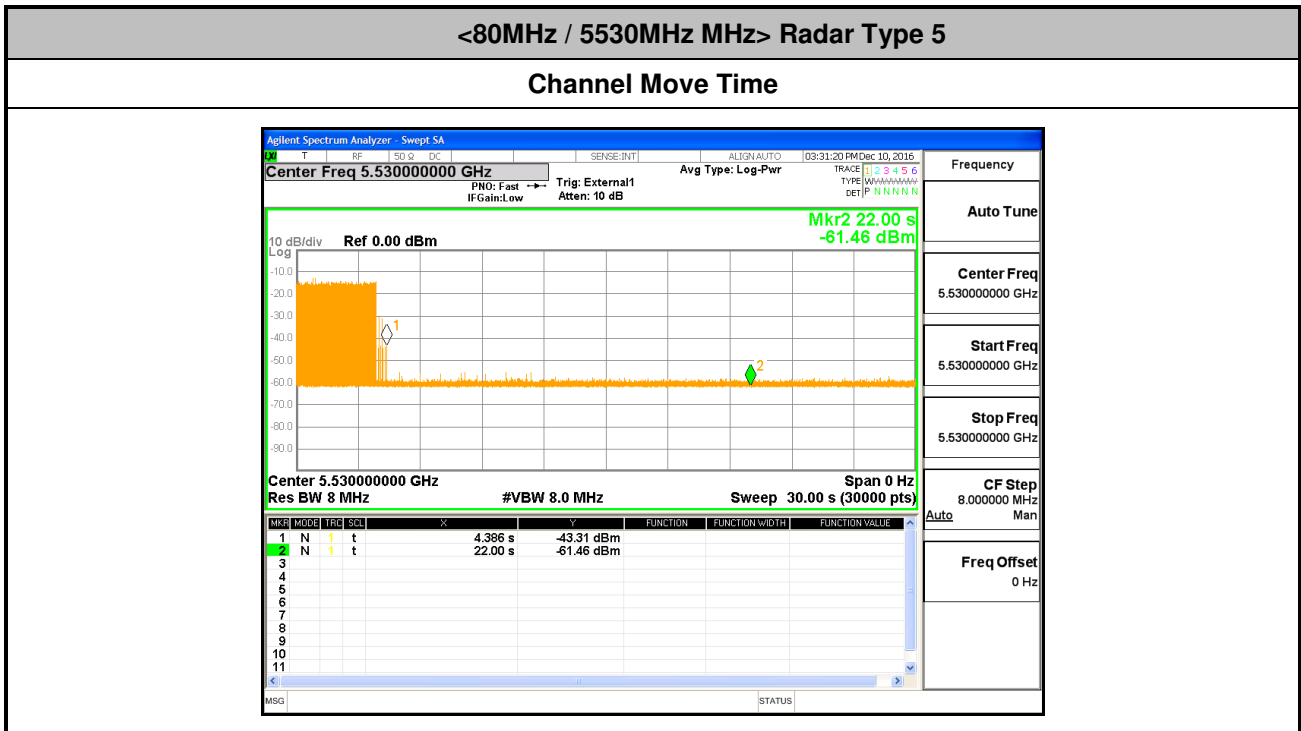 <80MHz / 5530MHz MHz> Radar Type 5
Channel Move Time
Agilent Spectrum Analyzer - Swept SA
LXI T RF 50 Ω DC SENSE:INT ALIGN AUTO 03:31:20 PM Dec 10, 2016
Center Freq 5.530000000 GHz
PNO: Fast
IFGain:Low
Trig: External1
Atten: 10 dB
Avg Type: Log-Pwr
TRACE 1 2 3 4 5 6
TYPE WWWWWW
DET P N N N N N
Mkr2 22.00 s
-61.46 dBm
10 dB/div Ref 0.00 dBm
Log
-10.0
-20.0
-30.0
-40.0
-50.0
-60.0
-70.0
-80.0
-90.0
1
2
Center 5.530000000 GHz Span 0 Hz
Res BW 8 MHz #VBW 8.0 MHz Sweep 30.00 s (30000 pts)
MKR MODE TRC SCL X Y FUNCTION FUNCTION WIDTH FUNCTION VALUE
1 N 1 t 4.386 s -43.31 dBm
2 N 1 t 22.00 s -61.46 dBm
3
4
5
6
7
8
9
10
11
MSG STATUS
Frequency
Auto Tune
Center Freq
5.530000000 GHz
Start Freq
5.530000000 GHz
Stop Freq
5.530000000 GHz
CF Step
8.000000 MHz
Auto Man
Freq Offset
0 Hz